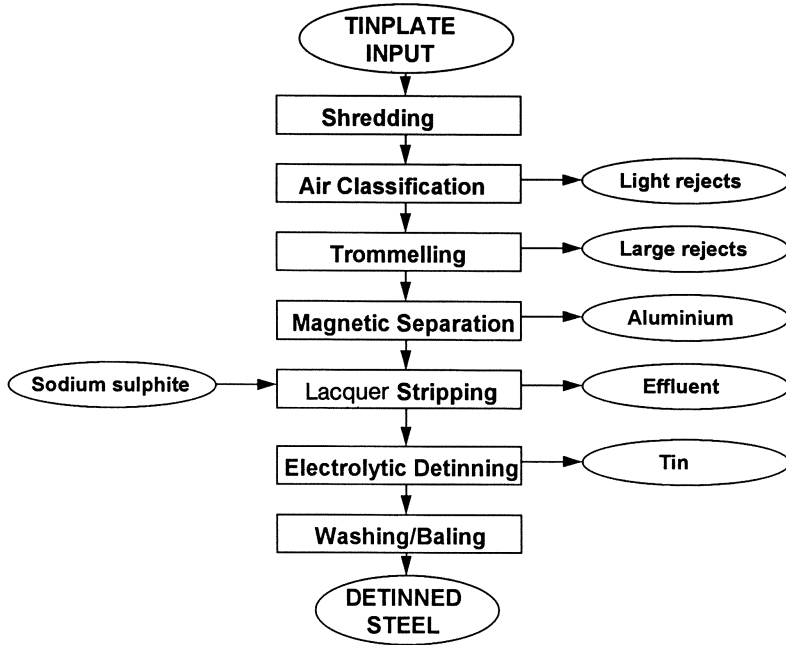 TINPLATE
INPUT
Shredding
Air Classification
Light rejects
Trommelling
Large rejects
Magnetic Separation
Aluminium
Sodium sulphite
Lacquer Stripping
Effluent
Electrolytic Detinning
Tin
Washing/Baling
DETINNED
STEEL